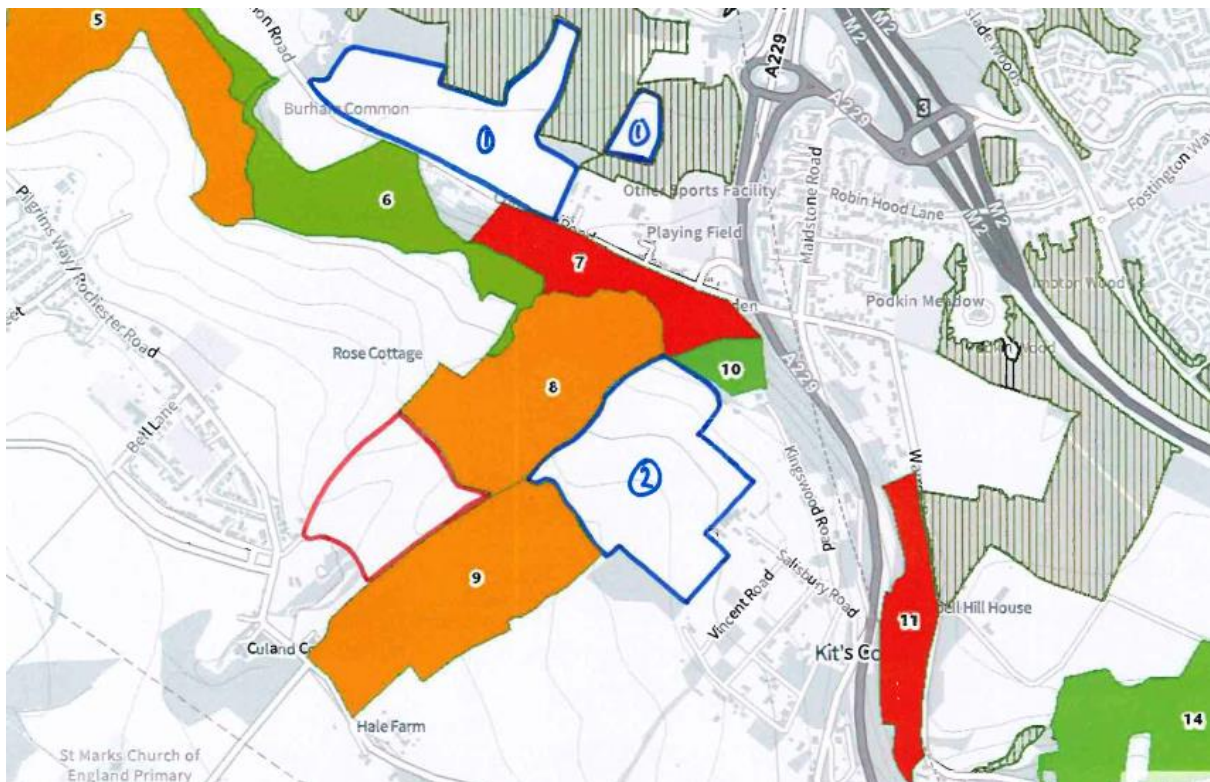 5
Road
M2
M2
A229
3
A229
Burham Common
1
1
Pilgrims Way / Rochester Road
6
Other Sports Facility
Maidstone Road
Robin Hood Lane
Fostington Way
M2
M2
Playing Field
7
Podkin Meadow
Rose Cottage
10
A229
8
Bell Lane
2
Kingswood Road
9
Salisbury Road
Vincent Road
Hill House
11
Kit's Co
Culand
14
Hale Farm
St Marks Church of
England Primary